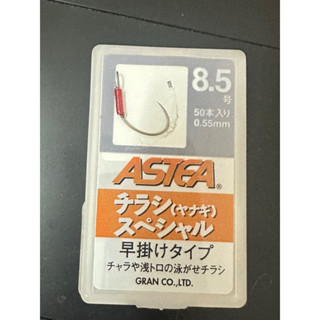 8.5
号
50本入り
0.55mm
ASTEA®
チラシ(ヤナギ)
スペシャル
早掛けタイプ
チャラや浅トロの泳がせチラシ
GRAN CO.,LTD.